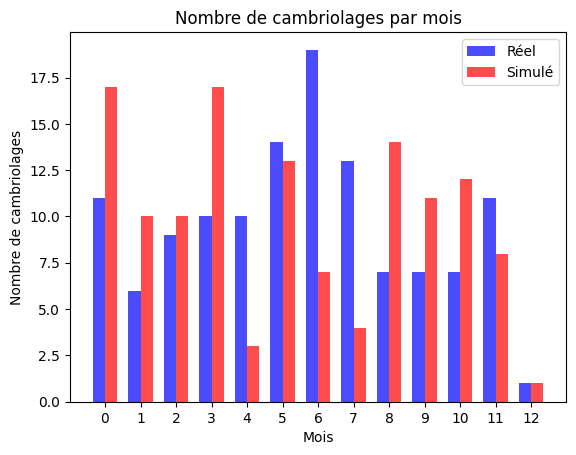 Nombre de cambriolages par mois
Réel
Simulé
Nombre de cambriolages
17.5
15.0
12.5
10.0
7.5
5.0
2.5
0.0
0 1 2 3 4 5 6 7 8 9 10 11 12
Mois